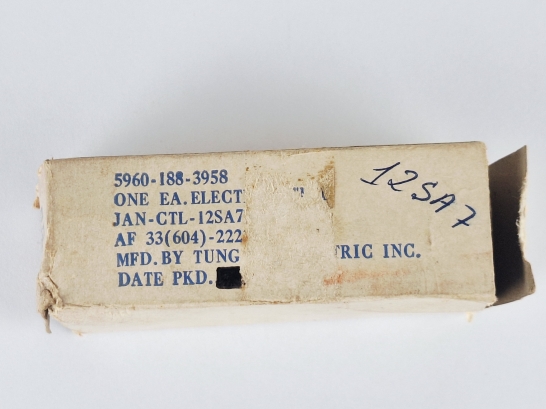 5960-188-3958
ONE EA. ELECT
JAN-CTL-12SA7
AF 33(604)-222
MFD. BY TUNG TRIC INC.
DATE PKD.
12SA7